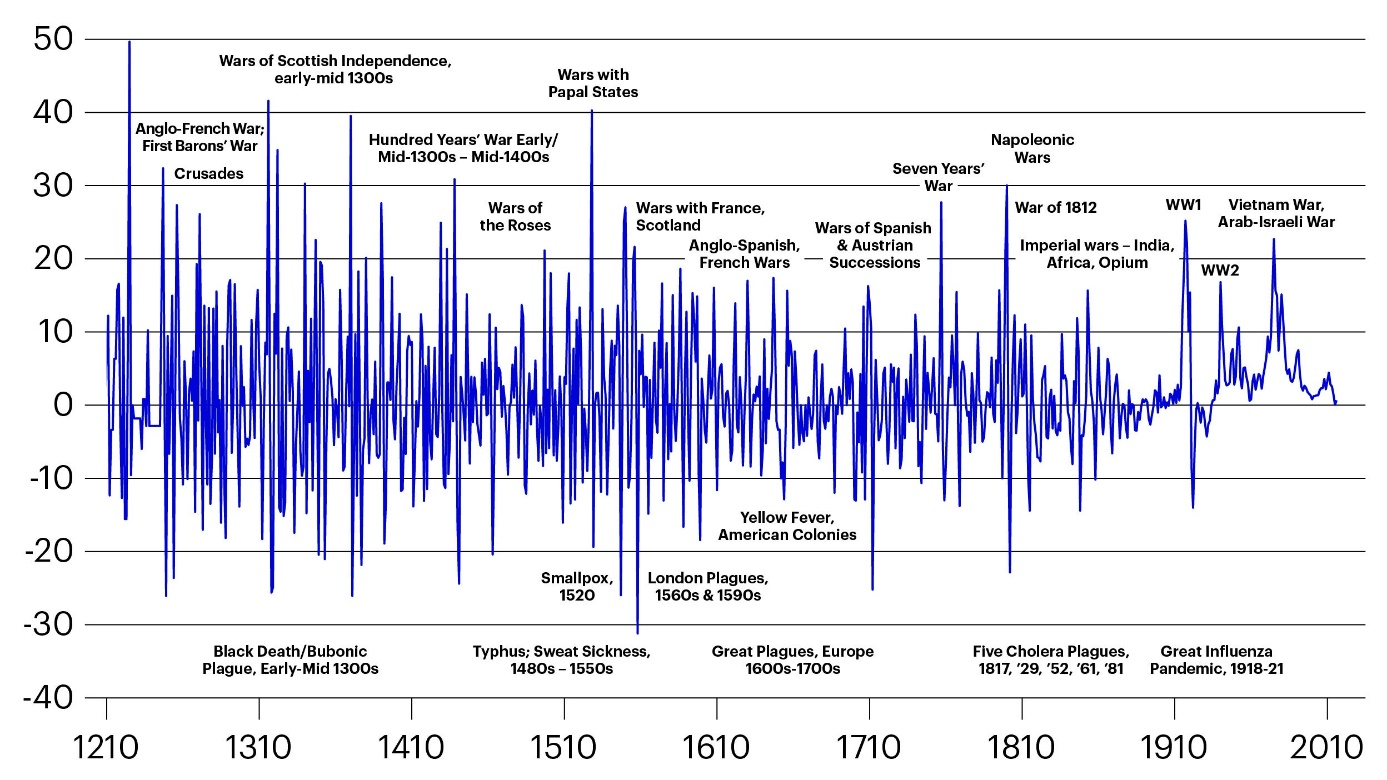 50
Wars of Scottish Independence,
early-mid 1300s
Wars with
Papal States
40
Anglo-French War;
First Barons’ War
Crusades
Hundred Years’ War Early/
Mid-1300s – Mid-1400s
Napoleonic
Wars
Seven Years’
War
30
Wars of
the Roses
Wars with France,
Scotland
War of 1812
WW1
Vietnam War,
Arab-Israeli War
Anglo-Spanish,
French Wars
Wars of Spanish
& Austrian
Successions
Imperial wars – India,
Africa, Opium
WW2
20
10
0
-10
Yellow Fever,
American Colonies
-20
Smallpox,
1520
London Plagues,
1560s & 1590s
-30
Black Death/Bubonic
Plague, Early-Mid 1300s
Typhus; Sweat Sickness,
1480s – 1550s
Great Plagues, Europe
1600s-1700s
Five Cholera Plagues,
1817, ’29, ’52, ’61, ’81
Great Influenza
Pandemic, 1918-21
-40
1210 1310 1410 1510 1610 1710 1810 1910 2010